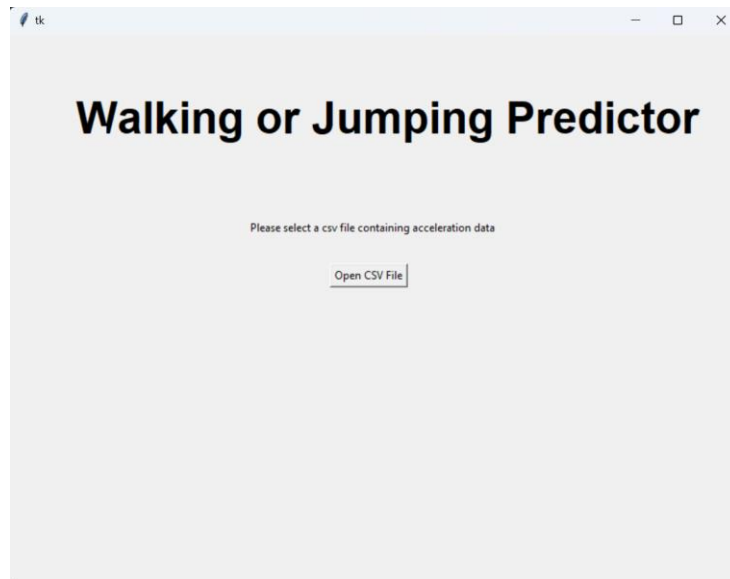 tk
Walking or Jumping Predictor
Please select a csv file containing acceleration data
Open CSV File